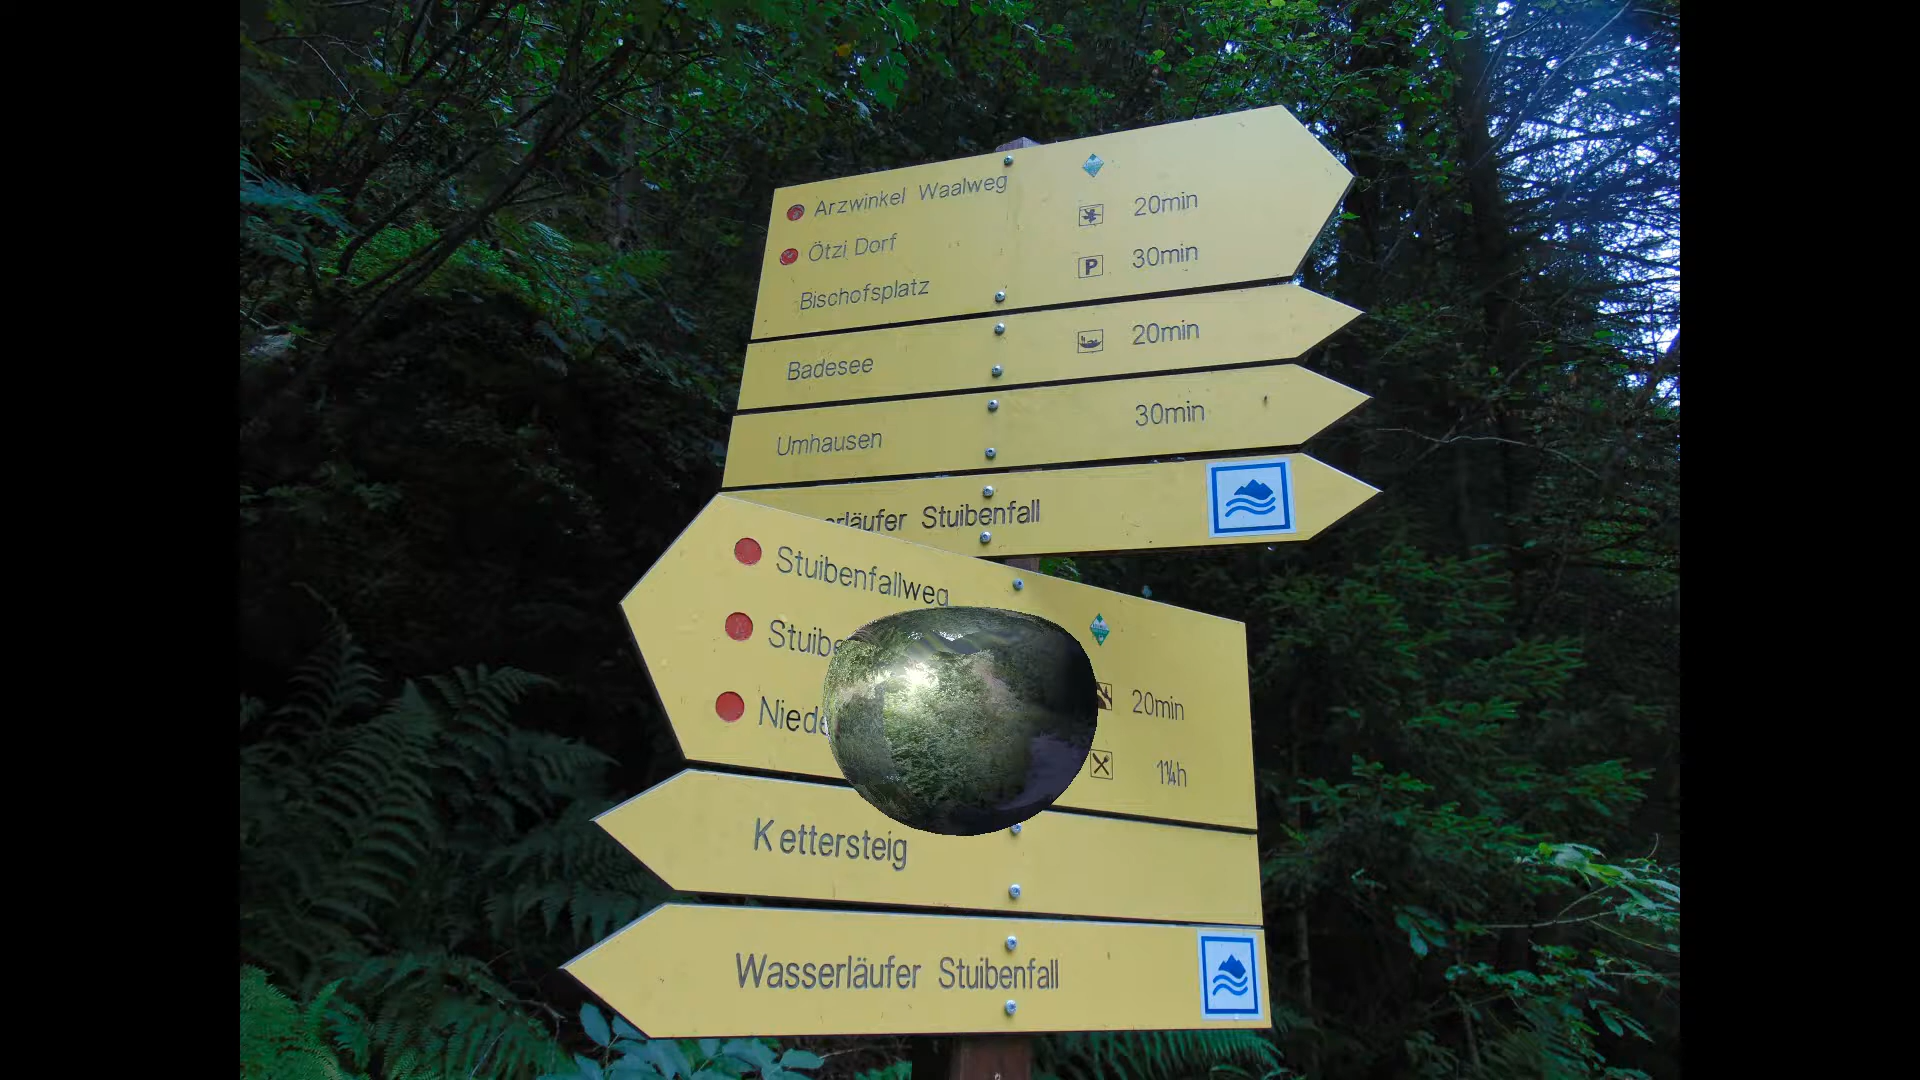 Arzwinkel Waalweg
20min
Ötzi Dorf
P 30min
Bischofsplatz
Badesee 20min
Umhausen 30min
Stuibenfall
Stuibenfallweg
20min
1¼h
Kettersteig
Wasserläufer Stuibenfall